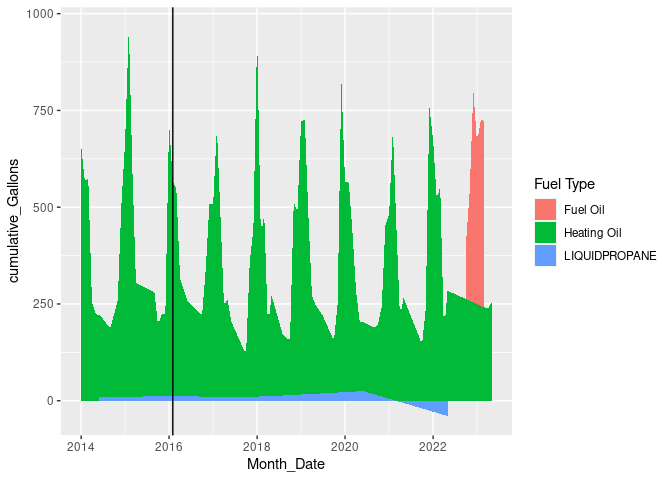 1000
750
500
250
0
cumulative_Gallons
2014 2016 2018 2020 2022
Month_Date
Fuel Type
Fuel Oil
Heating Oil
LIQUIDPROPANE